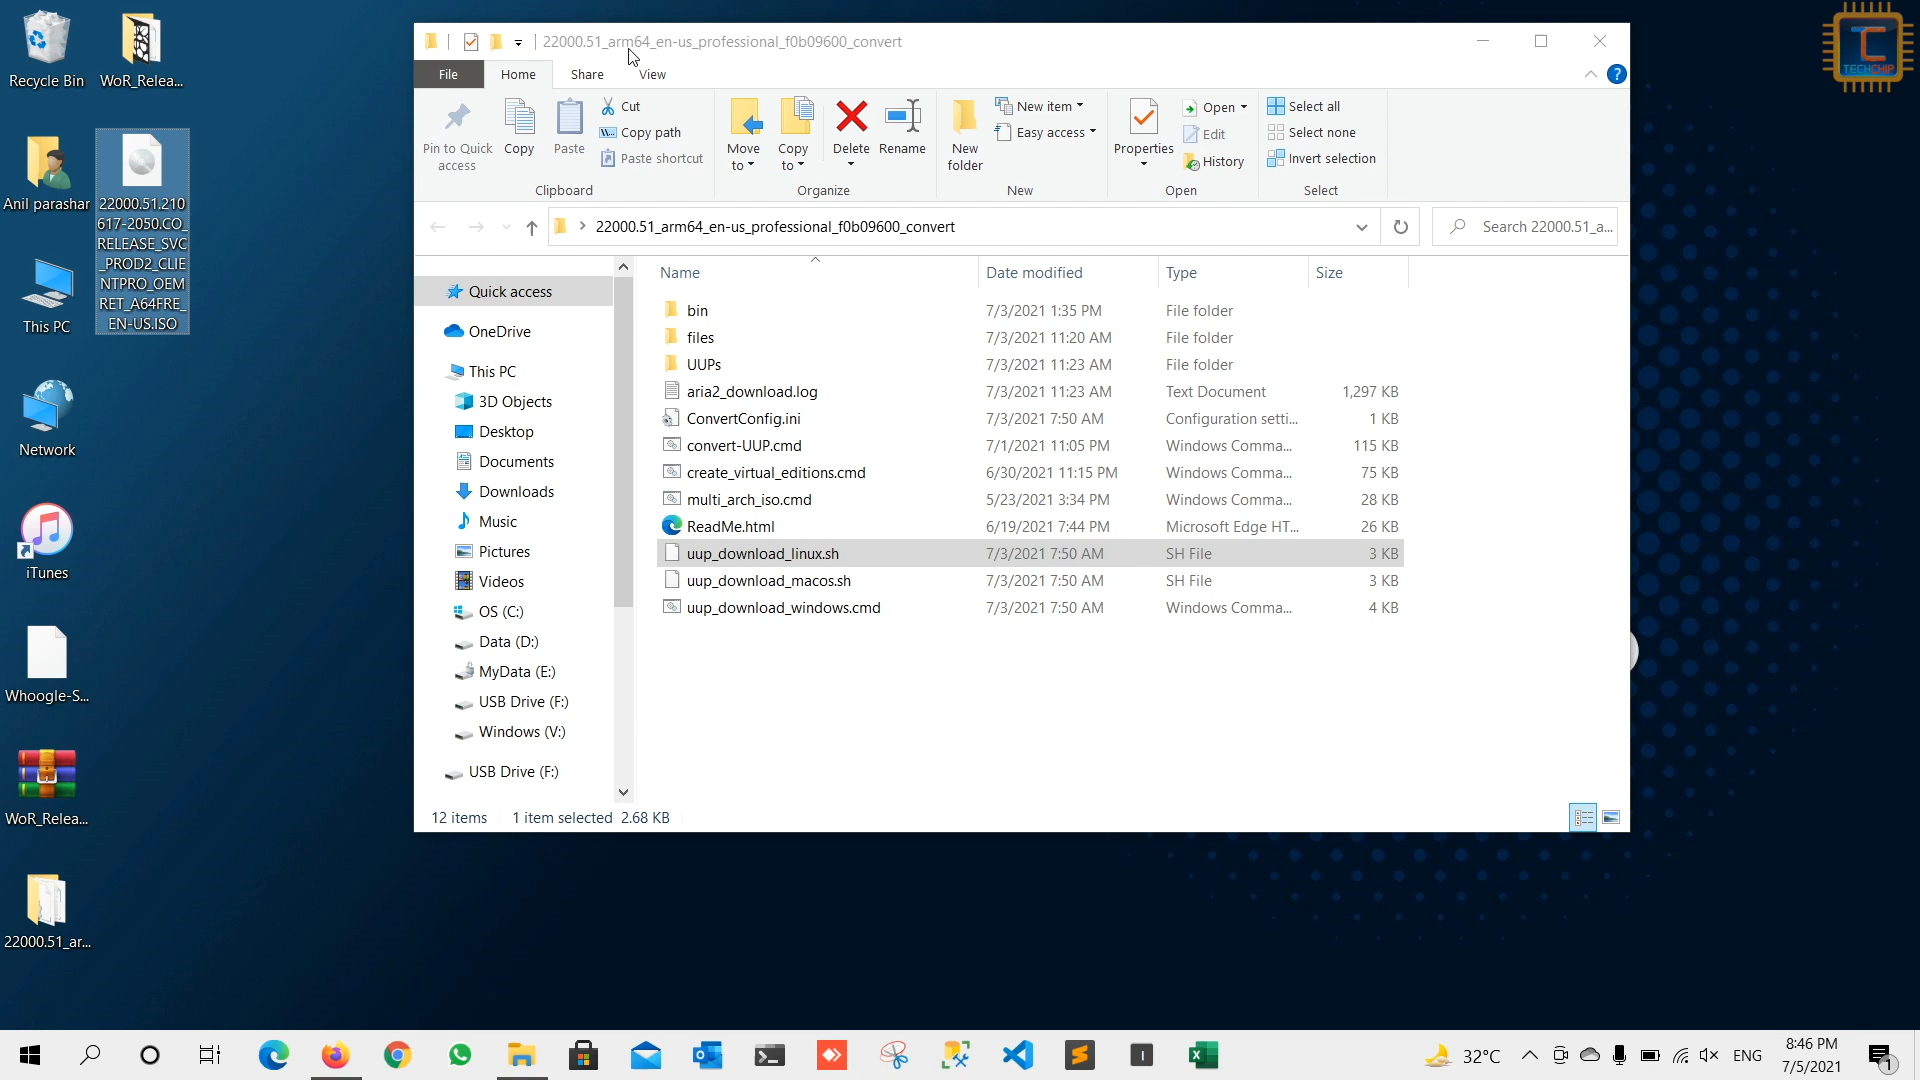 Recycle Bin
WoR_Relea...
Anil parashar
22000.51.210
617-2050.CO_
RELEASE_SVC
_PROD2_CLIE
NTPRO_OEM
RET_A64FRE_
EN-US.ISO
This PC
Network
iTunes
Whoogle-S...
WoR_Relea...
22000.51_ar...
22000.51_arm64_en-us_professional_f0b09600_convert
File
Home
Share
View
?
Pin to Quick
access
Copy
Paste
Cut
Copy path
Paste shortcut
Clipboard
Move
to
Copy
to
Delete
Rename
Organize
New
folder
New item
Easy access
New
Properties
Open
Edit
History
Open
Select all
Select none
Invert selection
Select
22000.51_arm64_en-us_professional_f0b09600_convert
Search 22000.51_a...
Quick access
OneDrive
This PC
3D Objects
Desktop
Documents
Downloads
Music
Pictures
Videos
OS (C:)
Data (D:)
MyData (E:)
USB Drive (F:)
Windows (V:)
USB Drive (F:)
Name Date modified Type Size
bin 7/3/2021 1:35 PM File folder
files 7/3/2021 11:20 AM File folder
UUPs 7/3/2021 11:23 AM File folder
aria2_download.log 7/3/2021 11:23 AM Text Document 1,297 KB
ConvertConfig.ini 7/3/2021 7:50 AM Configuration setti... 1 KB
convert-UUP.cmd 7/1/2021 11:05 PM Windows Comma... 115 KB
create_virtual_editions.cmd 6/30/2021 11:15 PM Windows Comma... 75 KB
multi_arch_iso.cmd 5/23/2021 3:34 PM Windows Comma... 28 KB
ReadMe.html 6/19/2021 7:44 PM Microsoft Edge HT... 26 KB
uup_download_linux.sh 7/3/2021 7:50 AM SH File 3 KB
uup_download_macos.sh 7/3/2021 7:50 AM SH File 3 KB
uup_download_windows.cmd 7/3/2021 7:50 AM Windows Comma... 4 KB
12 items 1 item selected 2.68 KB
TECHCHIP
32°C
ENG
8:46 PM
7/5/2021
1